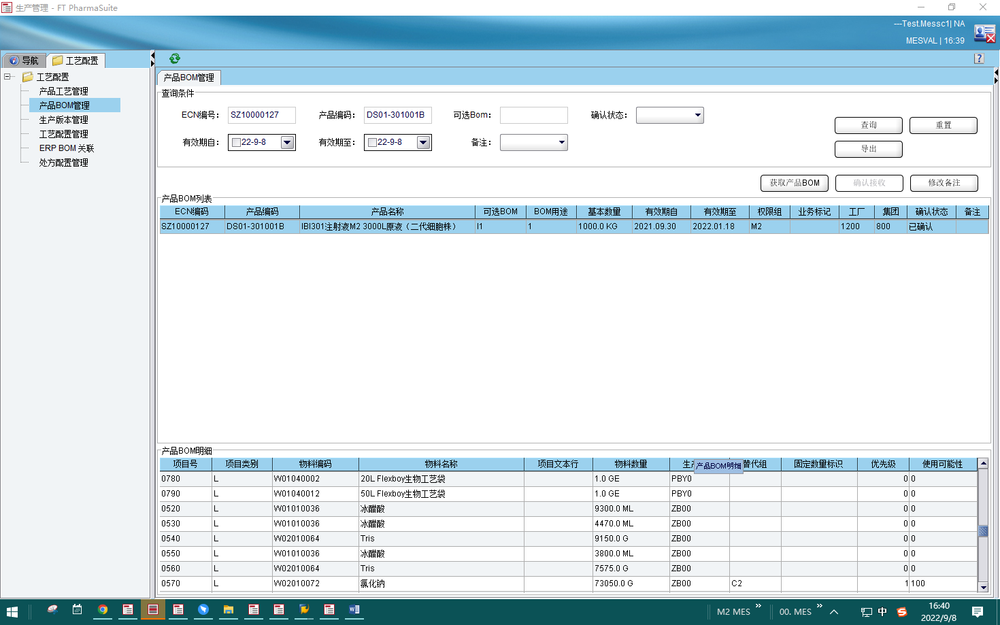 生产管理 - FT PharmaSuite
---Test.Messc1| NA
MESVAL | 16:39
导航 工艺配置
工艺配置
产品工艺管理
产品BOM管理
生产版本管理
工艺配置管理
ERP BOM 关联
处方配置管理
?
产品BOM管理
查询条件
ECN编号： SZ10000127 产品编码： DS01-301001B 可选Bom： 确认状态：
有效期自： 22-9-8 有效期至： 22-9-8 备注：
查询 重置
导出
获取产品BOM 确认接收 修改备注
产品BOM列表
ECN编码 产品编码 产品名称 可选BOM BOM用途 基本数量 有效期自 有效期至 权限组 业务标记 工厂 集团 确认状态 备注
SZ10000127 DS01-301001B IBI301注射液M2 3000L原液（二代细胞株） I1 1 1000.0 KG 2021.09.30 2022.01.18 M2 1200 800 已确认
产品BOM明细
项目号 项目类别 物料编码 物料名称 项目文本行 物料数量 生产 产品BOM明细 替代组 固定数量标识 优先级 使用可能性
0780 L W01040002 20L Flexboy生物工艺袋 1.0 GE PBY0 0 0
0790 L W01040012 50L Flexboy生物工艺袋 1.0 GE PBY0 0 0
0520 L W01010036 冰醋酸 9300.0 ML ZB00 0 0
0530 L W01010036 冰醋酸 4470.0 ML ZB00 0 0
0540 L W02010064 Tris 9150.0 G ZB00 0 0
0550 L W01010036 冰醋酸 3800.0 ML ZB00 0 0
0560 L W02010064 Tris 7575.0 G ZB00 0 0
0570 L W02010072 氯化钠 73050.0 G ZB00 C2 1 100
M2 MES 00. MES 中 16:40
2022/9/8